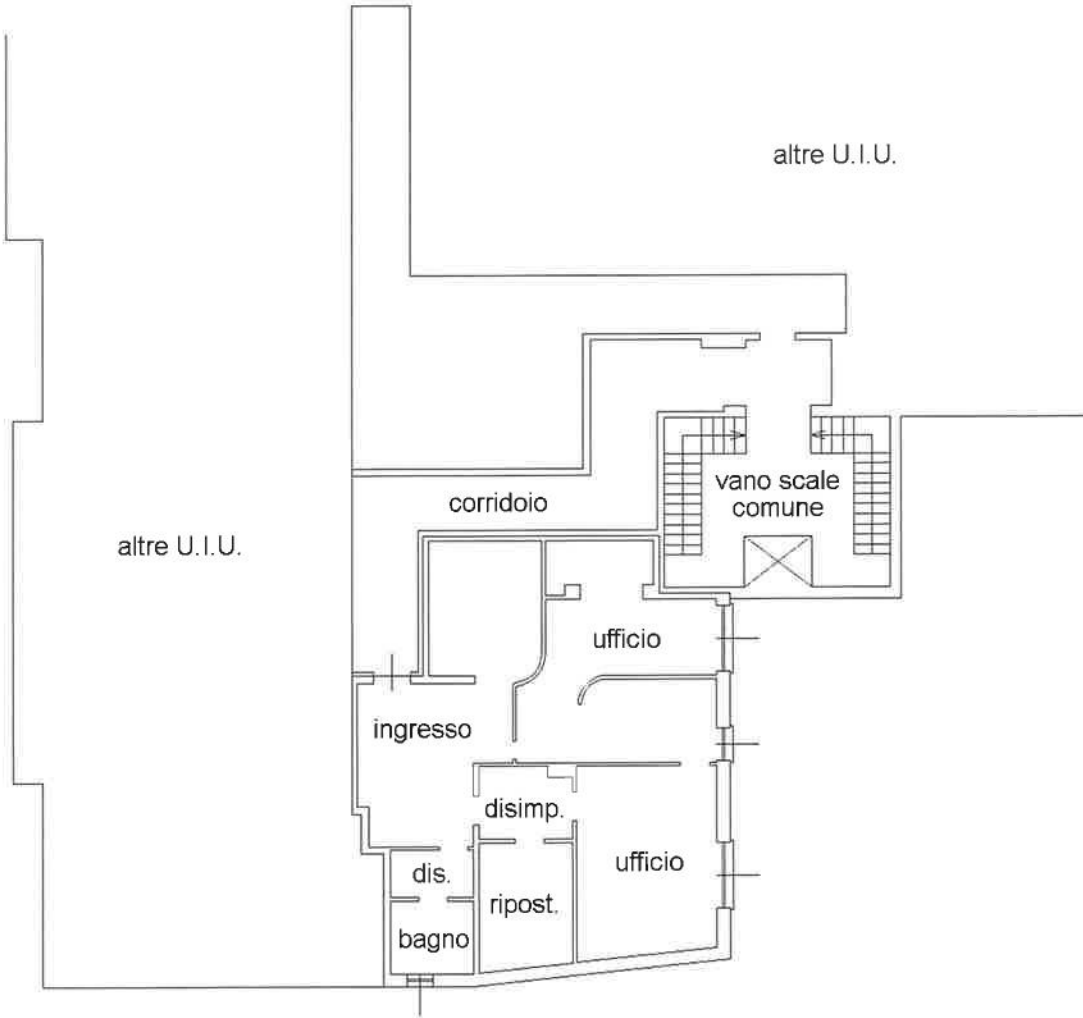 altre U.I.U.
vano scale
comune
corridoio
altre U.I.U.
ufficio
ingresso
disimp.
ufficio
dis.
ripost.
bagno